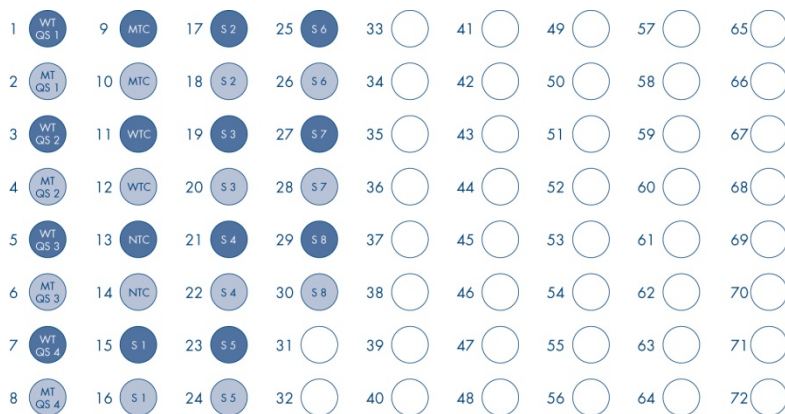 1 WT QS 1 9 MTC 17 S 2 25 S 6 33 41 49 57 65
2 MT QS 1 10 MTC 18 S 2 26 S 6 34 42 50 58 66
3 WT QS 2 11 WTC 19 S 3 27 S 7 35 43 51 59 67
4 MT QS 2 12 WTC 20 S 3 28 S 7 36 44 52 60 68
5 WT QS 3 13 NTC 21 S 4 29 S 8 37 45 53 61 69
6 MT QS 3 14 NTC 22 S 4 30 S 8 38 46 54 62 70
7 WT QS 4 15 S 1 23 S 5 31 39 47 55 63 71
8 MT QS 4 16 S 1 24 S 5 32 40 48 56 64 72